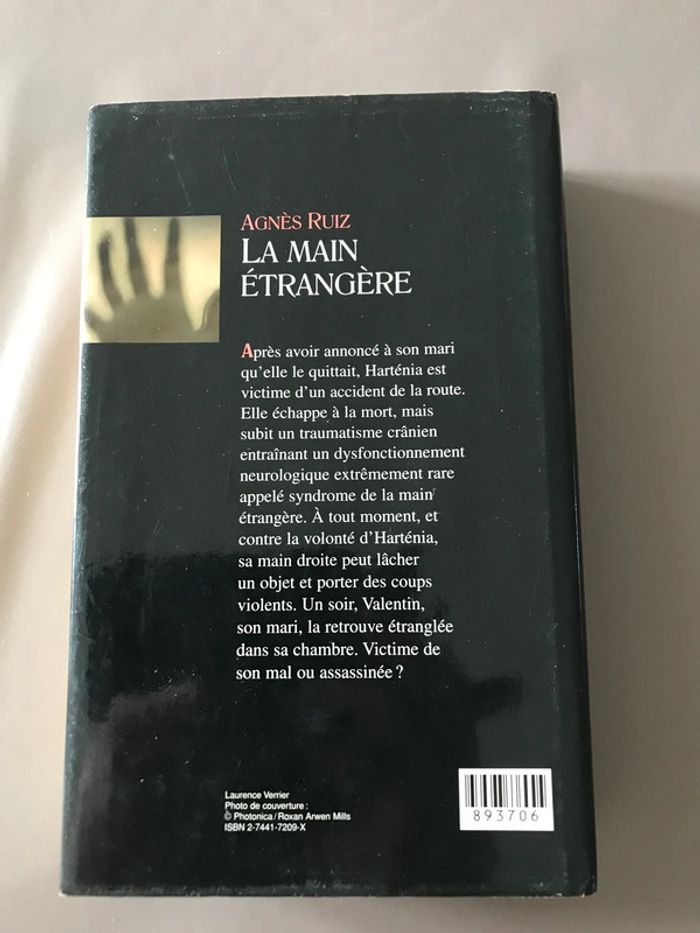 AGNÈS RUIZ
LA MAIN
ÉTRANGÈRE
Après avoir annoncé à son mari
qu'elle le quittait, Harténia est
victime d'un accident de la route.
Elle échappe à la mort, mais
subit un traumatisme crânien
entraînant un dysfonctionnement
neurologique extrêmement rare
appelé syndrome de la main
étrangère. À tout moment, et
contre la volonté d'Harténia,
sa main droite peut lâcher
un objet et porter des coups
violents. Un soir, Valentin,
son mari, la retrouve étranglée
dans sa chambre. Victime de
son mal ou assassinée ?
Laurence Verrier
Photo de couverture :
© Photonica / Roxan Arwen Mills
ISBN 2-7441-7209-X
893706